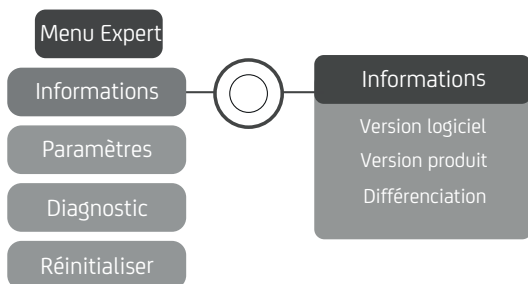 Menu Expert
Informations
Paramètres
Diagnostic
Réinitialiser
Informations
Version logiciel
Version produit
Différenciation